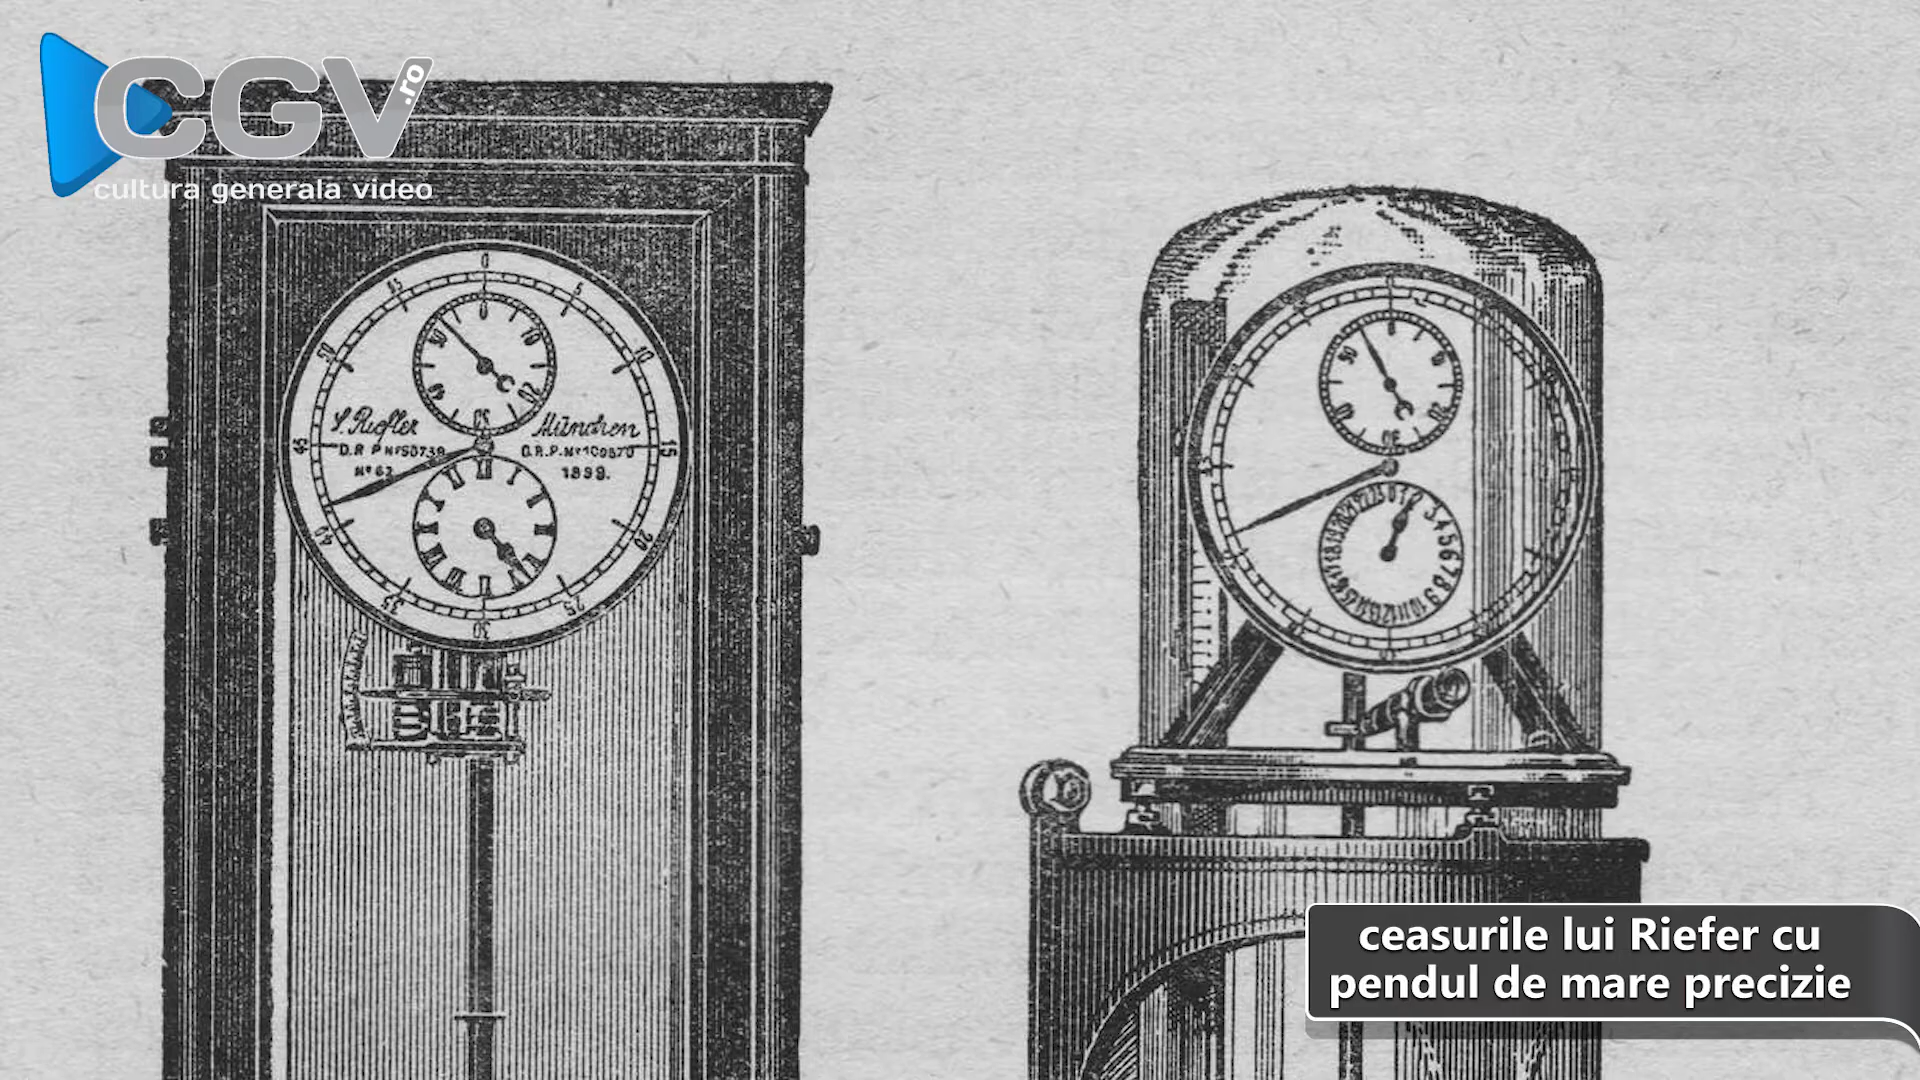 CGV.ro
cultura generala video
S. Riefler München
D.R.P. Nº 50739 D.R.P. Nº 100870
Nº 63 1899.
ceasurile lui Riefer cu
pendul de mare precizie